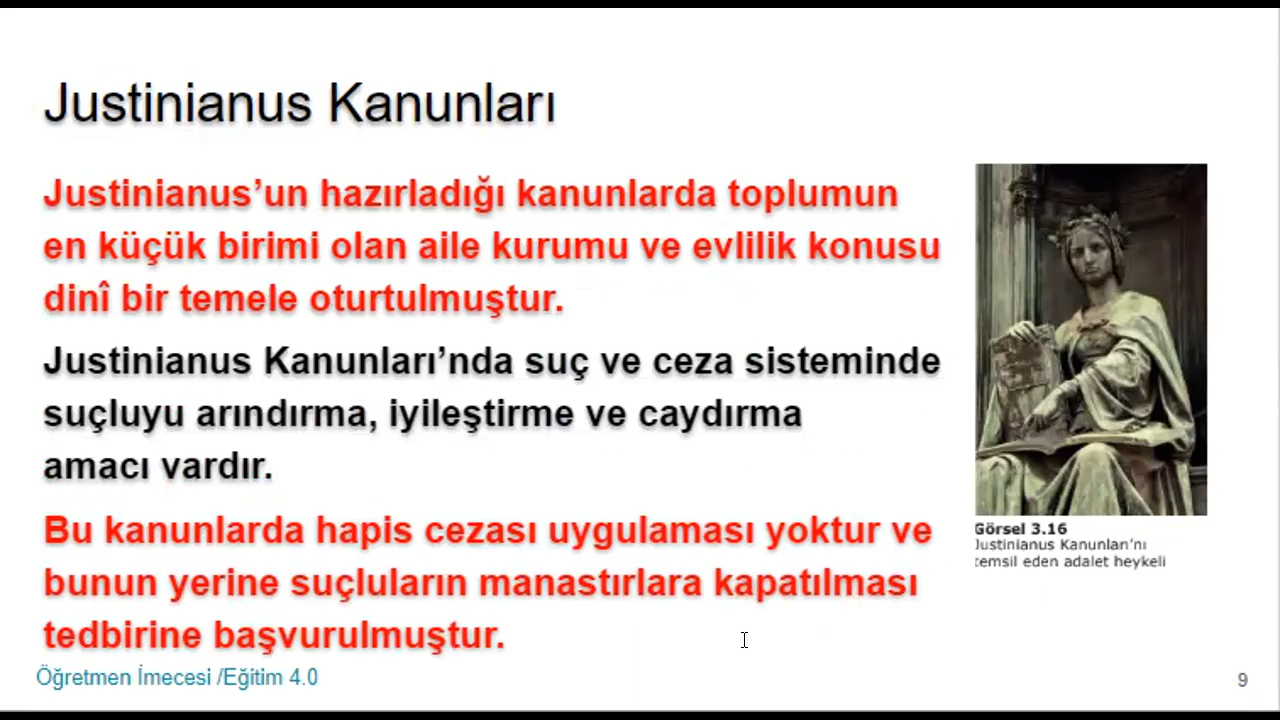 Justinianus Kanunları
Justinianus’un hazırladığı kanunlarda toplumun
en küçük birimi olan aile kurumu ve evlilik konusu
dinî bir temele oturtulmuştur.
Justinianus Kanunları’nda suç ve ceza sisteminde
suçluyu arındırma, iyileştirme ve caydırma
amacı vardır.
Bu kanunlarda hapis cezası uygulaması yoktur ve
bunun yerine suçluların manastırlara kapatılması
tedbirine başvurulmuştur.
Görsel 3.16
Justinianus Kanunları’nı
temsil eden adalet heykeli
Öğretmen İmecesi /Eğitim 4.0
9